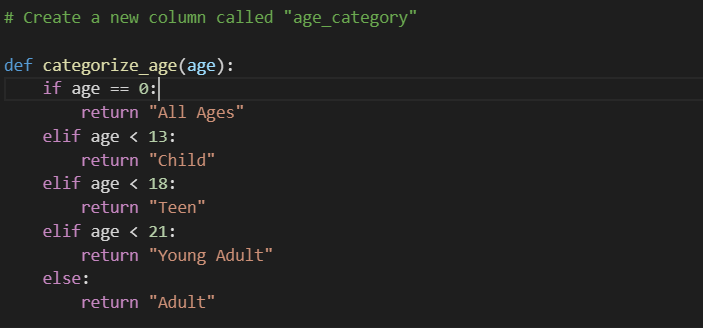 # Create a new column called "age_category"
def categorize_age(age):
    if age == 0:
        return "All Ages"
    elif age < 13:
        return "Child"
    elif age < 18:
        return "Teen"
    elif age < 21:
        return "Young Adult"
    else:
        return "Adult"